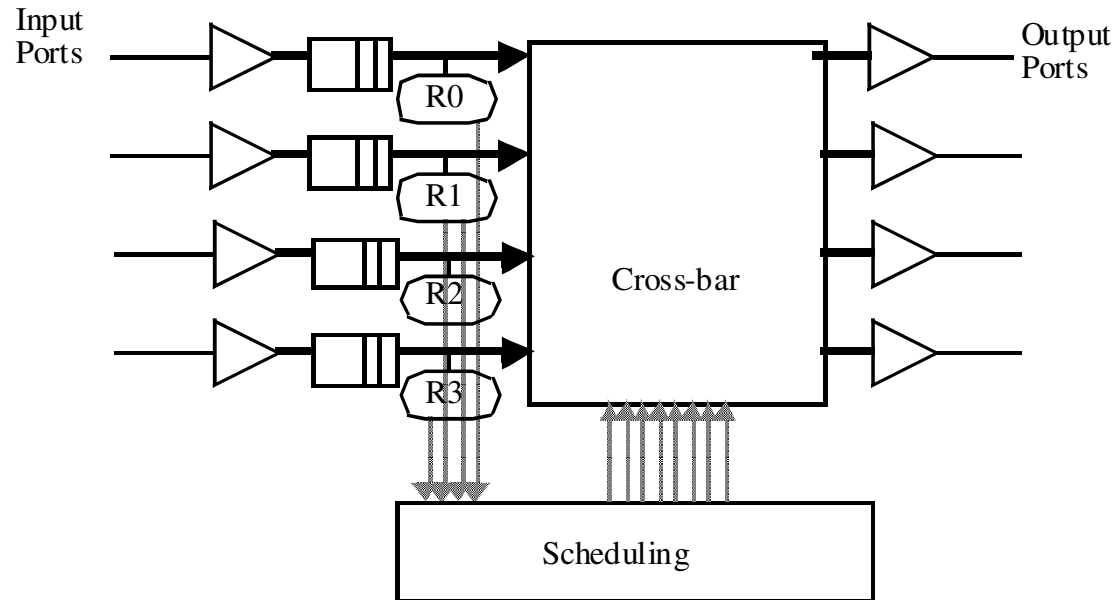 Input
Ports
Output
Ports
R0
R1
R2
R3
Cross-bar
Scheduling